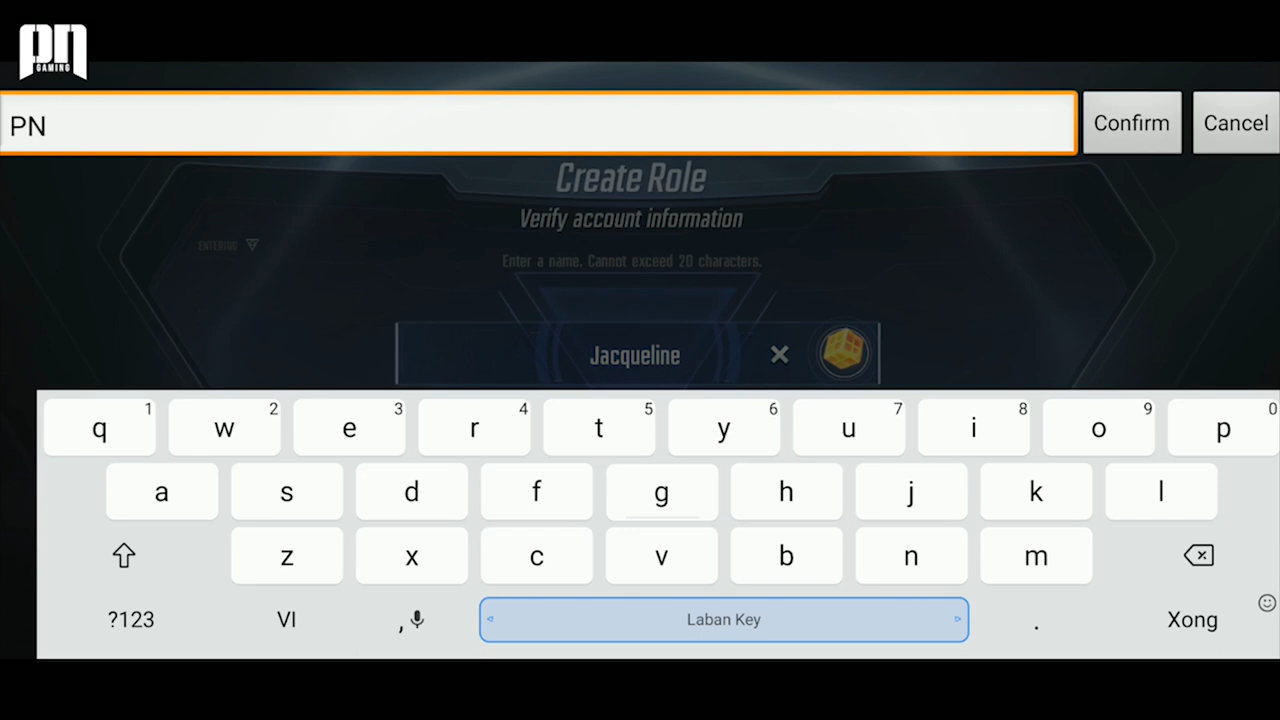 PN
GAMING
PN
Confirm
Cancel
Create Role
Verify account information
ENTERING
Enter a name. Cannot exceed 20 characters.
Jacqueline
q 1 w 2 e 3 r 4 t 5 y 6 u 7 i 8 o 9 p 0
a s d f g h j k l
z x c v b n m
?123 VI , Laban Key . Xong